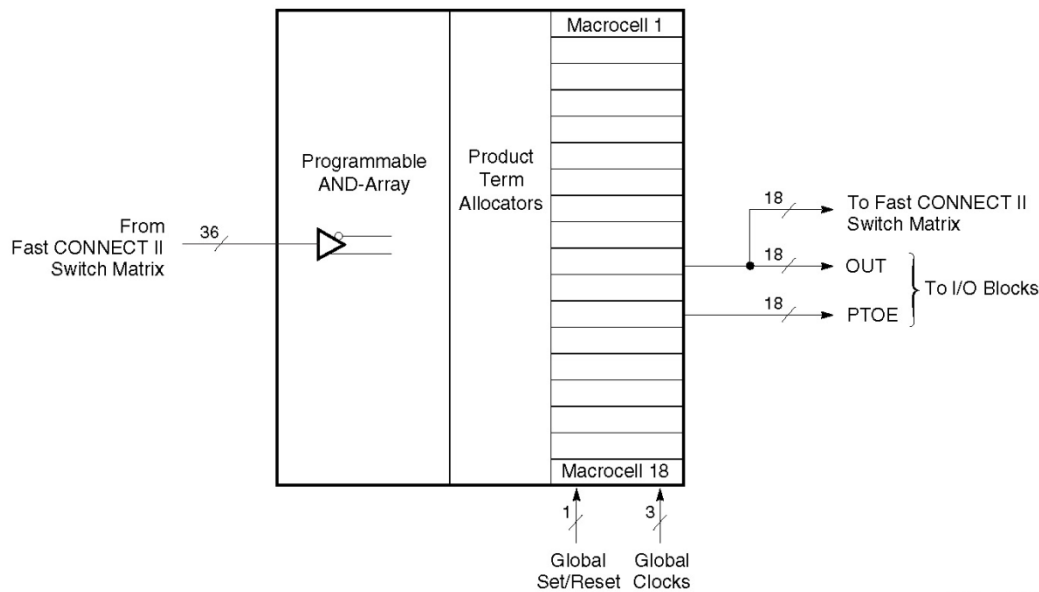 Macrocell 1
Programmable
AND-Array
Product
Term
Allocators
From
Fast CONNECT II
Switch Matrix
36
18
To Fast CONNECT II
Switch Matrix
18
OUT
18
PTOE
To I/O Blocks
Macrocell 18
1
3
Global
Set/Reset
Global
Clocks